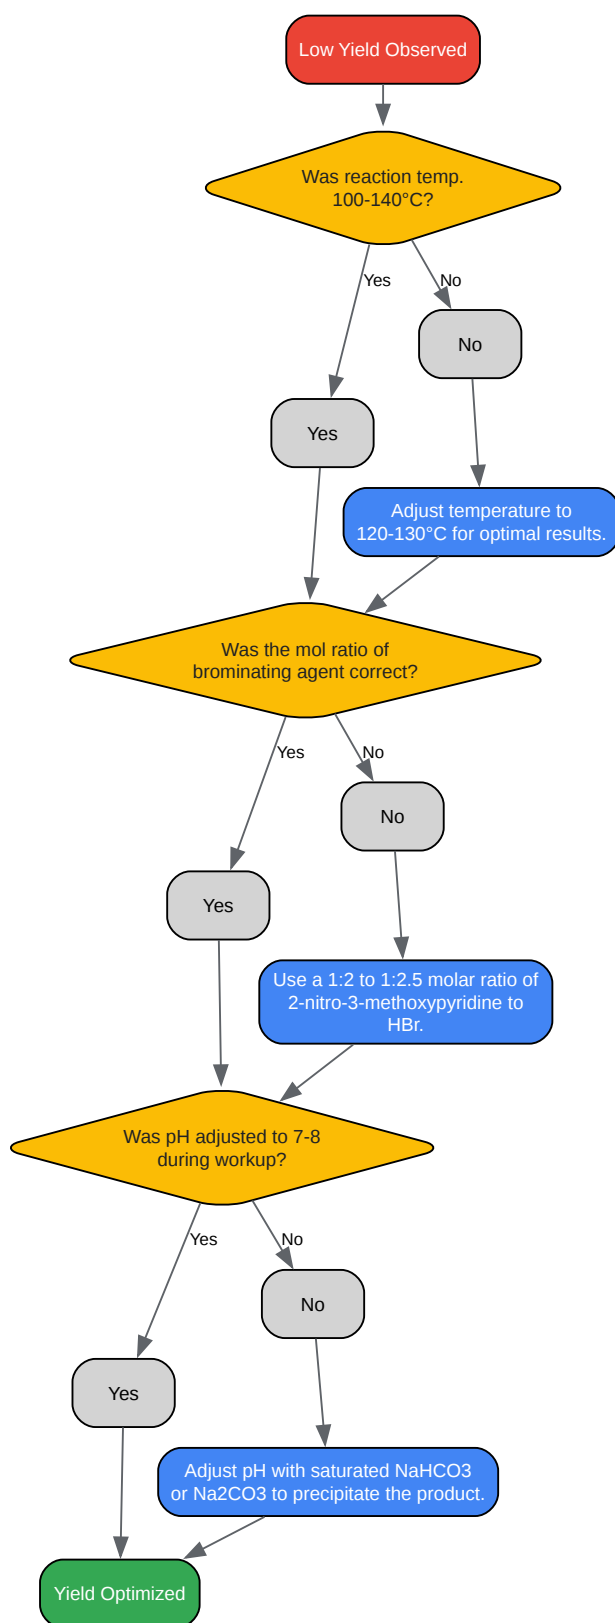 Low Yield Observed
Was reaction temp.
100-140°C?
Yes
No
No
Yes
Adjust temperature to
120-130°C for optimal results.
Was the mol ratio of
brominating agent correct?
Yes
No
No
Yes
Use a 1:2 to 1:2.5 molar ratio of
2-nitro-3-methoxypyridine to
HBr.
Was pH adjusted to 7-8
during workup?
Yes
No
No
Yes
Adjust pH with saturated NaHCO3
or Na2CO3 to precipitate the product.
Yield Optimized